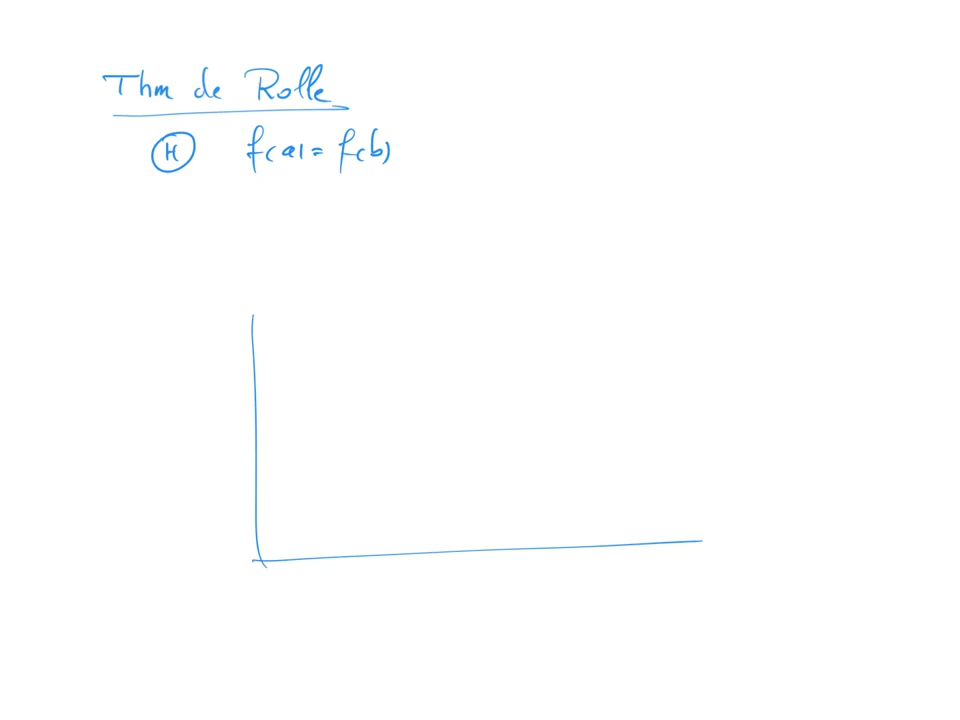 Thm de Rolle
H f(a) = f(b)